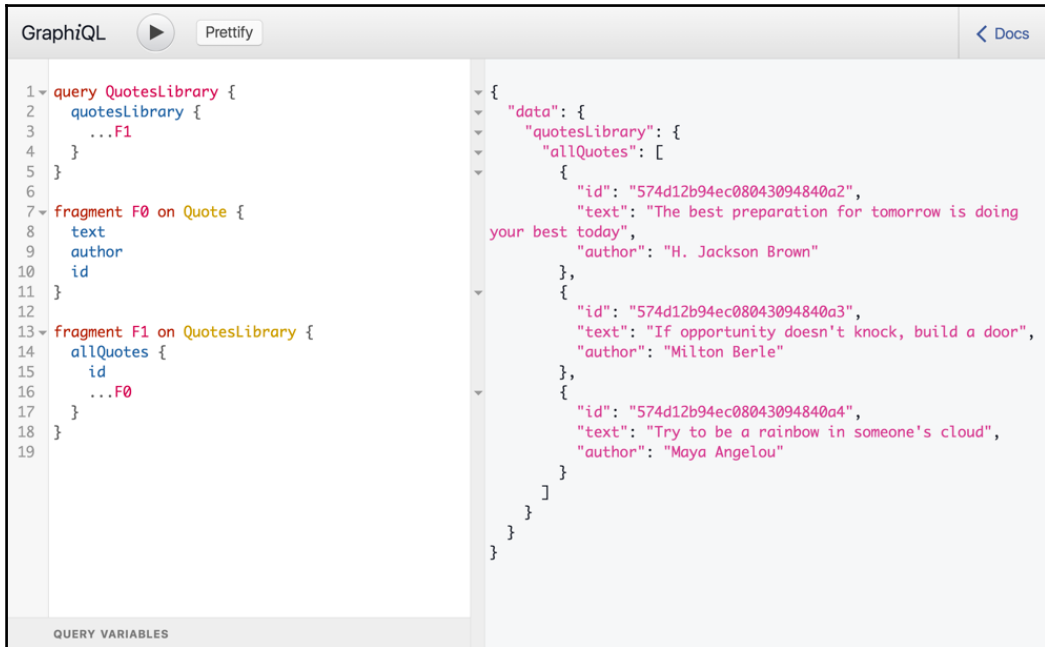 GraphiQL Prettify < Docs
1 query QuotesLibrary {
2 quotesLibrary {
3 ...F1
4 }
5 }
6
7 fragment F0 on Quote {
8 text
9 author
10 id
11 }
12
13 fragment F1 on QuotesLibrary {
14 allQuotes {
15 id
16 ...F0
17 }
18 }
19
QUERY VARIABLES
{
"data": {
"quotesLibrary": {
"allQuotes": [
{
"id": "574d12b94ec08043094840a2",
"text": "The best preparation for tomorrow is doing
your best today",
"author": "H. Jackson Brown"
},
{
"id": "574d12b94ec08043094840a3",
"text": "If opportunity doesn't knock, build a door",
"author": "Milton Berle"
},
{
"id": "574d12b94ec08043094840a4",
"text": "Try to be a rainbow in someone's cloud",
"author": "Maya Angelou"
}
]
}
}
}